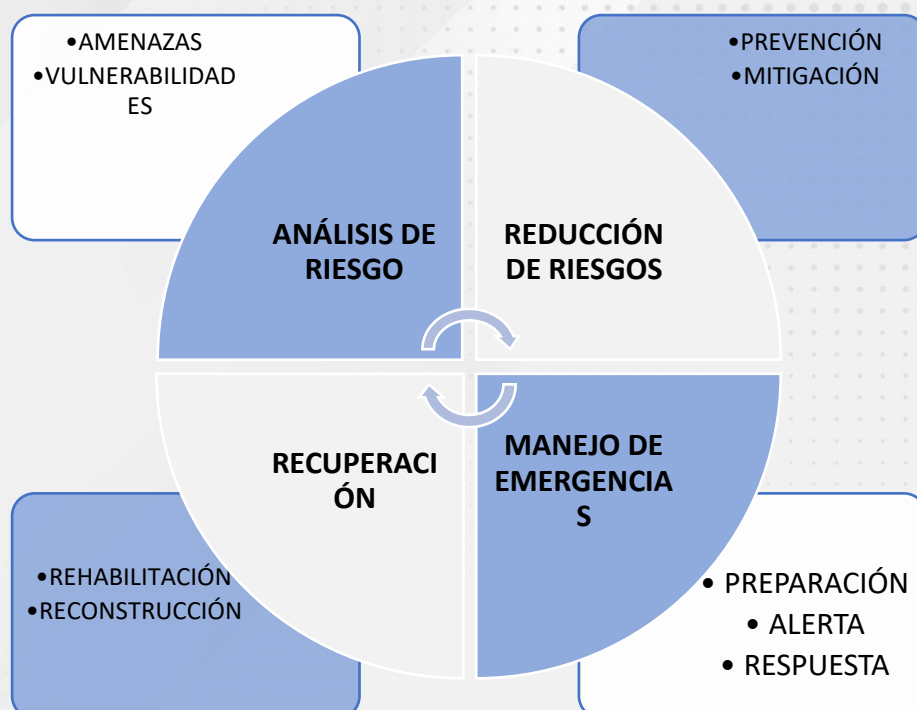 •AMENAZAS
•VULNERABILIDAD
ES
•PREVENCIÓN
•MITIGACIÓN
ANÁLISIS DE
RIESGO
REDUCCIÓN
DE RIESGOS
RECUPERACI
ÓN
MANEJO DE
EMERGENCIA
S
•REHABILITACIÓN
•RECONSTRUCCIÓN
• PREPARACIÓN
• ALERTA
• RESPUESTA